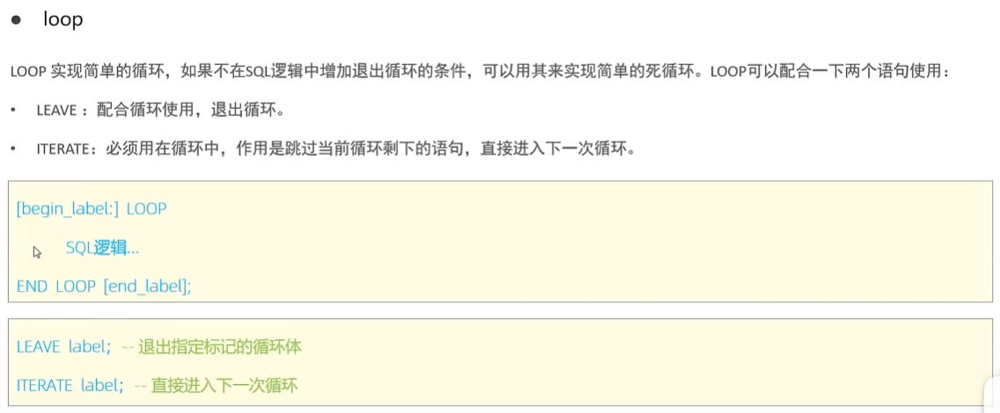 ● loop
LOOP 实现简单的循环，如果不在SQL逻辑中增加退出循环的条件，可以用其来实现简单的死循环。LOOP可以配合一下两个语句使用：
• LEAVE ：配合循环使用，退出循环。
• ITERATE：必须用在循环中，作用是跳过当前循环剩下的语句，直接进入下一次循环。
[begin_label:] LOOP
SQL逻辑...
END LOOP [end_label];
LEAVE label; -- 退出指定标记的循环体
ITERATE label; -- 直接进入下一次循环